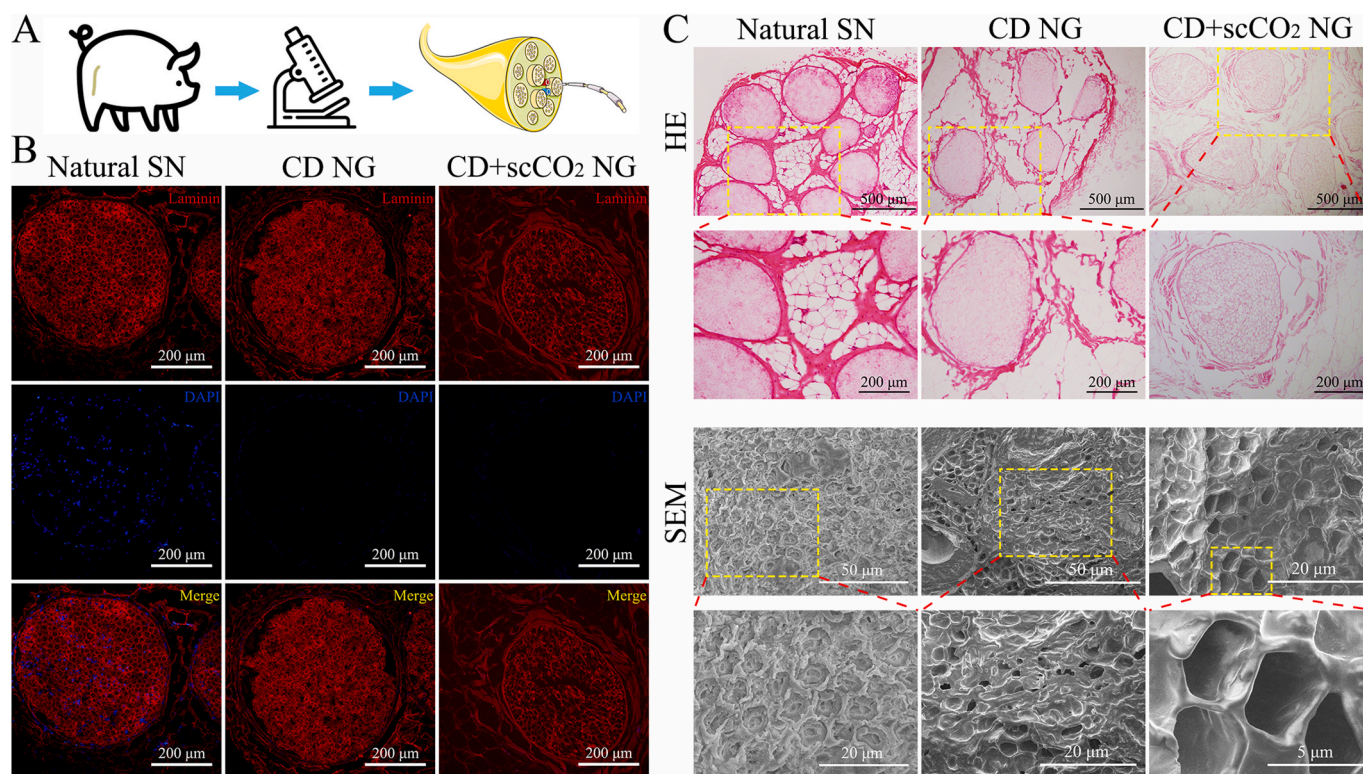 A
B
Natural SN CD NG CD+scCO₂ NG
Laminin Laminin Laminin
200 μm 200 μm 200 μm
DAPI DAPI DAPI
200 μm 200 μm 200 μm
Merge Merge Merge
200 μm 200 μm 200 μm
C
Natural SN CD NG CD+scCO₂ NG
HE
500 μm 500 μm 500 μm
200 μm 200 μm 200 μm
SEM
50 μm 50 μm 20 μm
20 μm 20 μm 5 μm